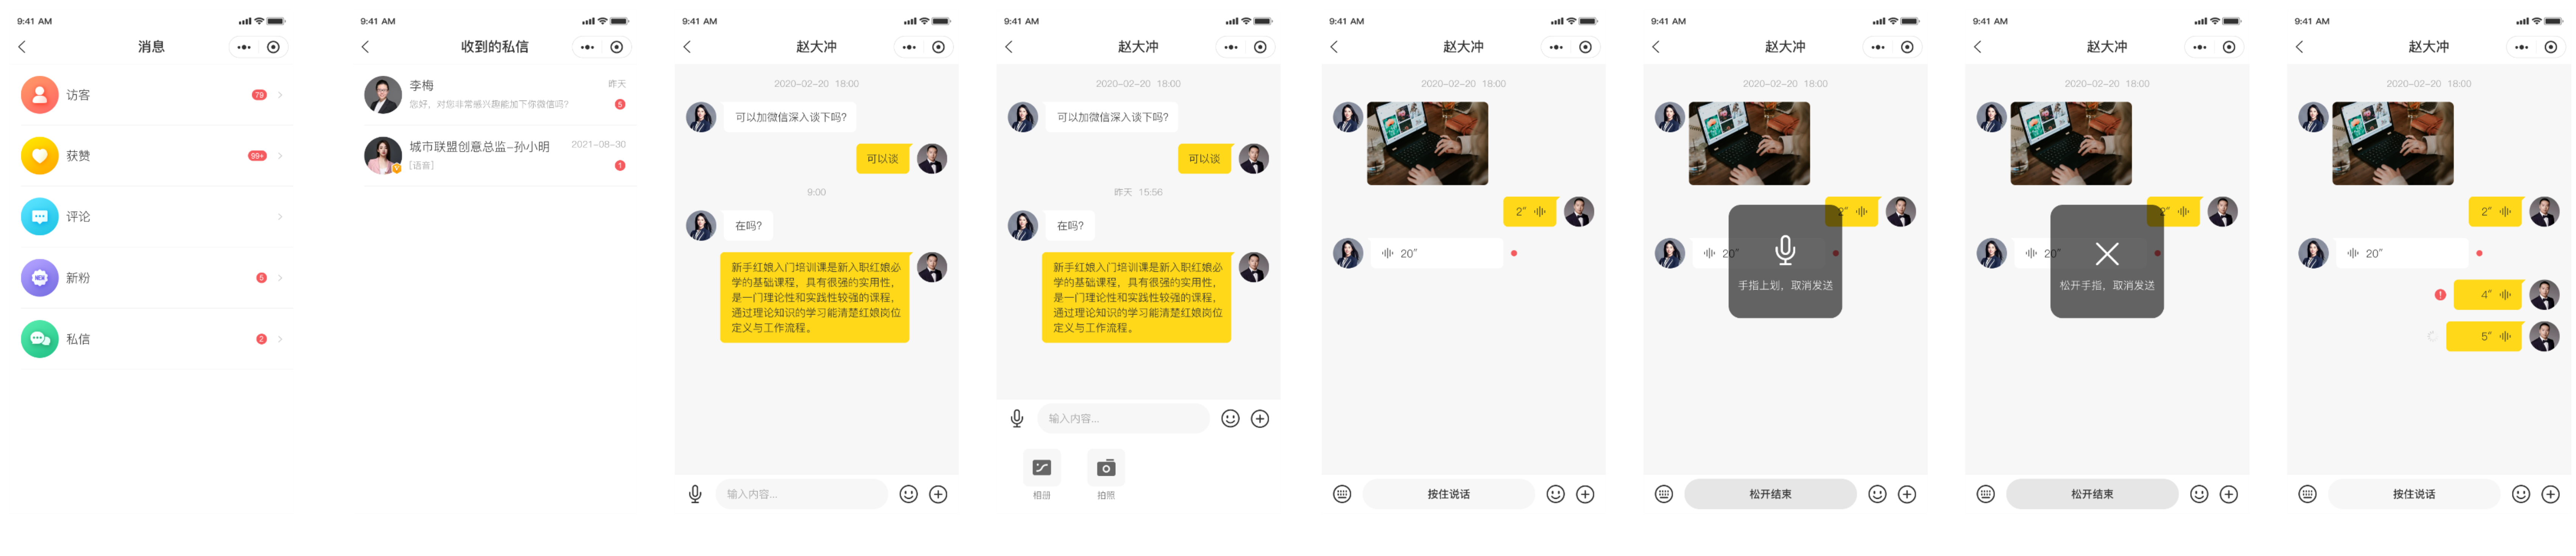 9:41 AM
消息
访客
79
获赞
99+
评论
新粉
5
私信
2
9:41 AM
收到的私信
李梅
昨天
您好，对您非常感兴趣能加下你微信吗?
5
城市联盟创意总监-孙小明
2021-08-30
[语音]
1
9:41 AM
赵大冲
2020-02-20 18:00
可以加微信深入谈下吗?
可以谈
9:00
在吗?
新手红娘入门培训课是新入职红娘必
学的基础课程，具有很强的实用性，
是一门理论性和实践性较强的课程，
通过理论知识的学习能清楚红娘岗位
定义与工作流程。
输入内容...
9:41 AM
赵大冲
2020-02-20 18:00
可以加微信深入谈下吗?
可以谈
昨天 15:56
在吗?
新手红娘入门培训课是新入职红娘必
学的基础课程，具有很强的实用性，
是一门理论性和实践性较强的课程，
通过理论知识的学习能清楚红娘岗位
定义与工作流程。
输入内容...
相册
拍照
9:41 AM
赵大冲
2020-02-20 18:00
2"
20"
按住说话
9:41 AM
赵大冲
2020-02-20 18:00
2"
20"
手指上划，取消发送
松开结束
9:41 AM
赵大冲
2020-02-20 18:00
2"
20"
松开手指，取消发送
松开结束
9:41 AM
赵大冲
2020-02-20 18:00
2"
20"
!
4"
5"
按住说话